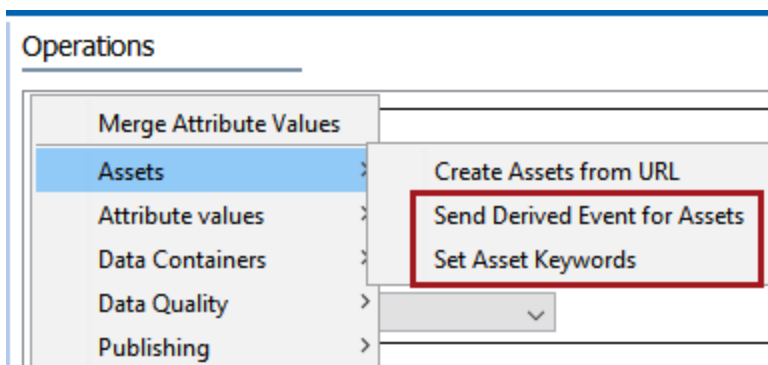 Operations
Merge Attribute Values
Assets
Attribute values
Data Containers
Data Quality
Publishing
Create Assets from URL
Send Derived Event for Assets
Set Asset Keywords